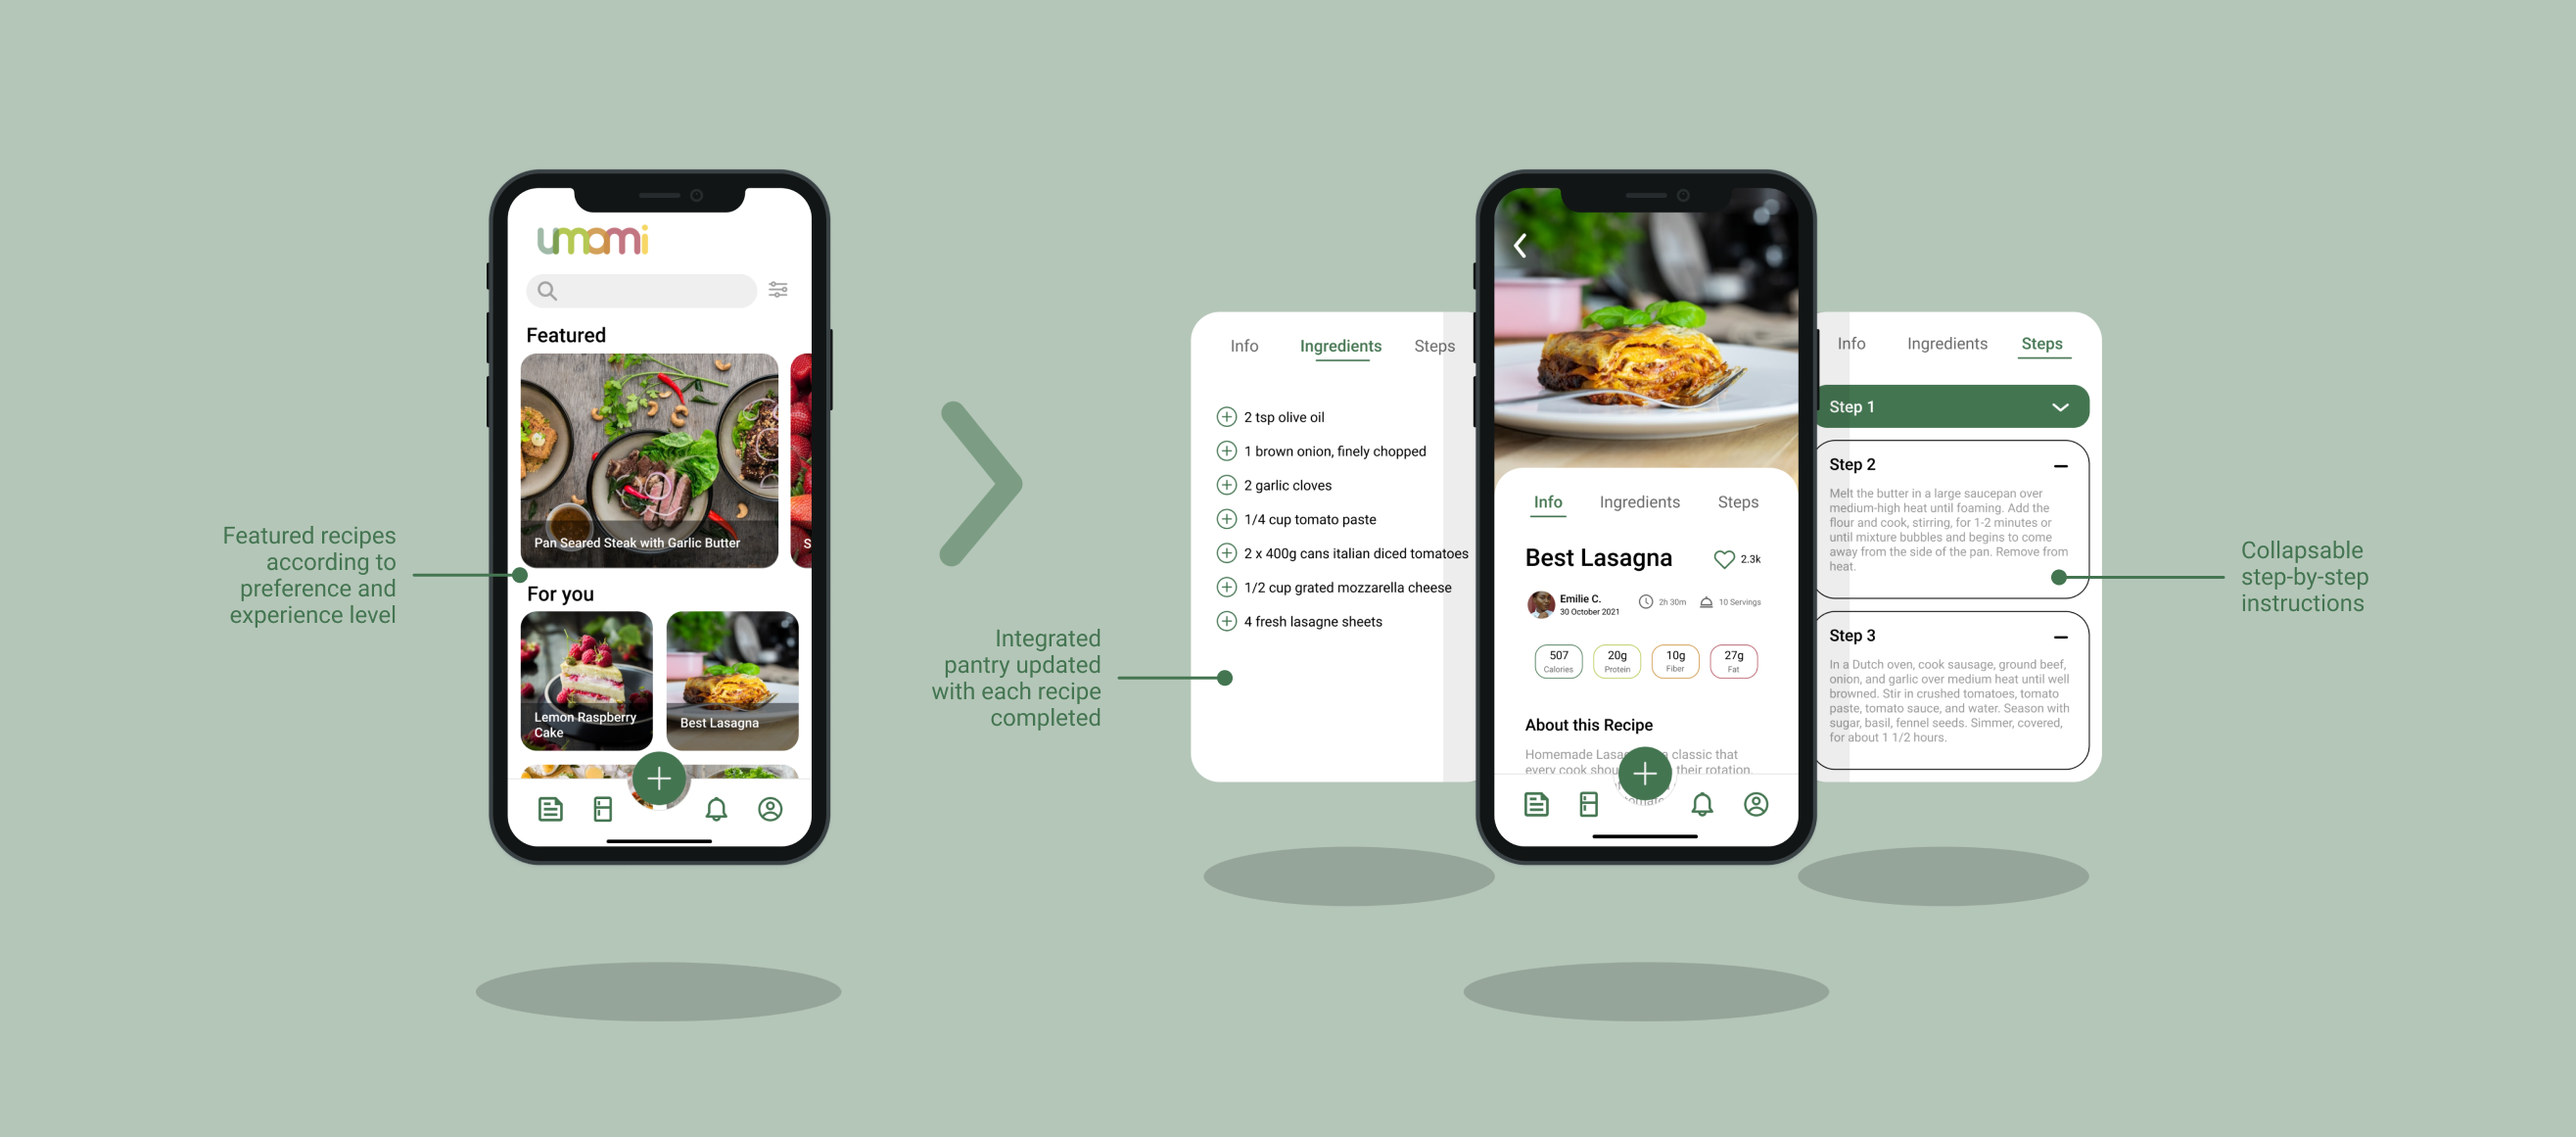 Featured recipes
according to
preference and
experience level
umami
Featured
Pan Seared Steak with Garlic Butter
S
For you
Lemon Raspberry
Cake
Best Lasagna
Integrated
pantry updated
with each recipe
completed
Info Ingredients Steps
2 tsp olive oil
1 brown onion, finely chopped
2 garlic cloves
1/4 cup tomato paste
2 x 400g cans italian diced tomatoes
1/2 cup grated mozzarella cheese
4 fresh lasagne sheets
Info Ingredients Steps
Best Lasagna 2.3k
Emilie C.
30 October 2021
2h 30m 10 Servings
507 20g 10g 27g
Calories Protein Fiber Fat
About this Recipe
Homemade classic that
every cook their rotation.
Info Ingredients Steps
Step 1
Step 2
Melt the butter in a large saucepan over
medium-high heat until foaming. Add the
flour and cook, stirring, for 1-2 minutes or
until mixture bubbles and begins to come
away from the side of the pan. Remove from
heat.
Step 3
In a Dutch oven, cook sausage, ground beef,
onion, and garlic over medium heat until well
browned. Stir in crushed tomatoes, tomato
paste, tomato sauce, and water. Season with
sugar, basil, fennel seeds. Simmer, covered,
for about 1 1/2 hours.
Collapsable
step-by-step
instructions